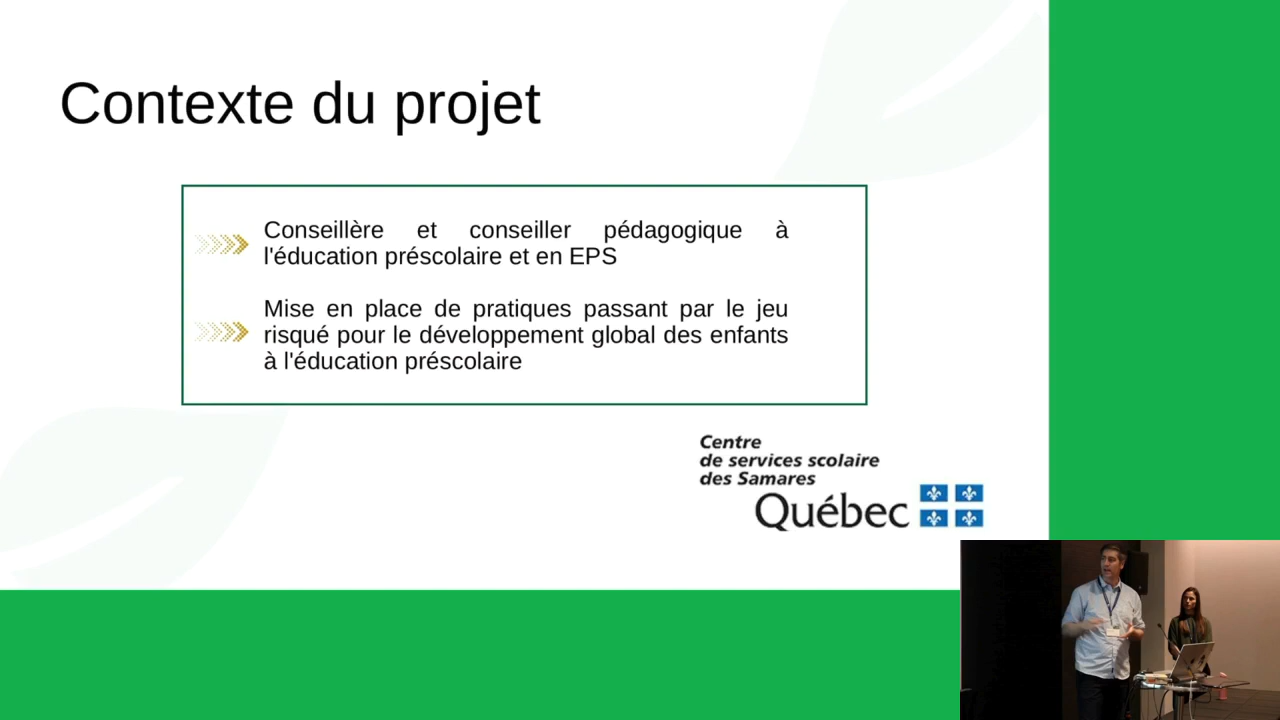 Contexte du projet
Conseillère et conseiller pédagogique à
l'éducation préscolaire et en EPS
Mise en place de pratiques passant par le jeu
risqué pour le développement global des enfants
à l'éducation préscolaire
Centre
de services scolaire
des Samares
Québec